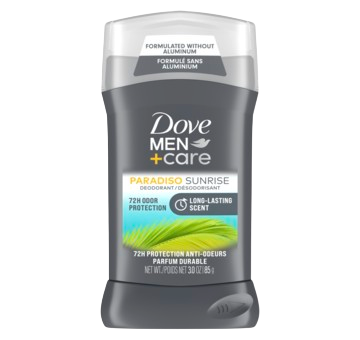 FORMULATED WITHOUT
ALUMINUM
FORMULÉ SANS
ALUMINIUM
Dove
MEN
+care
PARADISO SUNRISE
DEODORANT/DÉSODORISANT
72H ODOR
PROTECTION
LONG-LASTING
SCENT
72H PROTECTION ANTI-ODEURS
PARFUM DURABLE
NET WT./POIDS NET 3.0 OZ (85 g)